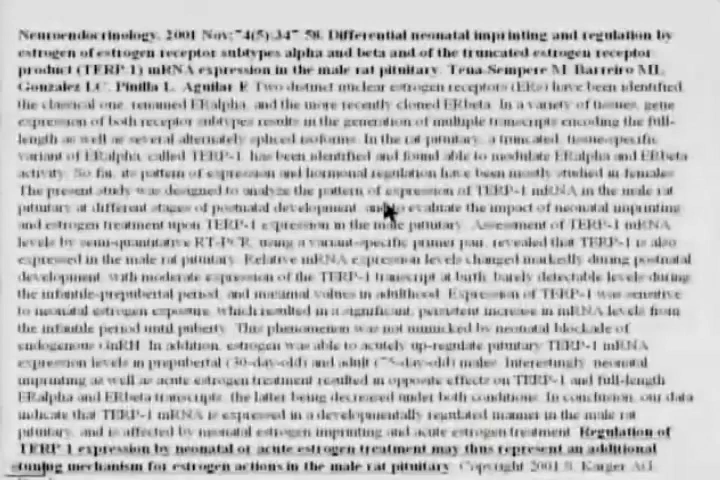 Neuroendocrinology. 2001 Nov;74(5):347-58. Differential neonatal imprinting and regulation by
estrogen of estrogen receptor subtypes alpha and beta and of the truncated estrogen receptor
product (TERP-1) mRNA expression in the male rat pituitary. Tena-Sempere M, Barreiro ML,
Gonzalez LC, Pinilla L, Aguilar E. Two distinct nuclear estrogen receptors (ERs) have been identified,
the classical one, renamed ERalpha, and the more recently cloned ERbeta. In a variety of tissues, gene
expression of both receptor subtypes results in the generation of multiple transcripts encoding the full-
length as well as several alternately spliced isoforms. In the rat pituitary, a truncated, tissue-specific
variant of ERalpha, called TERP-1, has been identified and found able to modulate ERalpha and ERbeta
activity. So far, its pattern of expression and hormonal regulation have been mostly studied in females.
The present study was designed to analyze the pattern of expression of TERP-1 mRNA in the male rat
pituitary at different stages of postnatal development, and to evaluate the impact of neonatal imprinting
and estrogen treatment upon TERP-1 expression in the male pituitary. Assessment of TERP-1 mRNA
levels by semi-quantitative RT-PCR, using a variant-specific primer pair, revealed that TERP-1 is also
expressed in the male rat pituitary. Relative mRNA expression levels changed markedly during postnatal
development, with moderate expression of the TERP-1 transcript at birth, barely detectable levels during
the infantile-prepubertal period, and maximal values in adulthood. Expression of TERP-1 was sensitive
to neonatal estrogen exposure, which resulted in a significant, persistent increase in mRNA levels from
the infantile period until puberty. This phenomenon was not mimicked by neonatal blockade of
endogenous GnRH. In addition, estrogen was able to acutely up-regulate pituitary TERP-1 mRNA
expression levels in prepubertal (30-day-old) and adult (75-day-old) males. Interestingly, neonatal
imprinting as well as acute estrogen treatment resulted in opposite effects on TERP-1 and full-length
ERalpha and ERbeta transcripts, the latter being decreased under both conditions. In conclusion, our data
indicate that TERP-1 mRNA is expressed in a developmentally regulated manner in the male rat
pituitary, and is affected by neonatal estrogen imprinting and acute estrogen treatment. Regulation of
TERP-1 expression by neonatal or acute estrogen treatment may thus represent an additional
tuning mechanism for estrogen actions in the male rat pituitary. Copyright 2001 S. Karger AG,